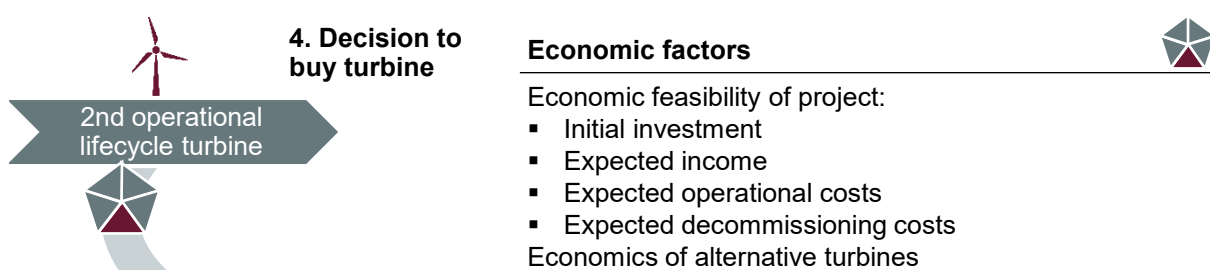 4. Decision to
buy turbine
2nd operational
lifecycle turbine
Economic factors
Economic feasibility of project:
▪ Initial investment
▪ Expected income
▪ Expected operational costs
▪ Expected decommissioning costs
Economics of alternative turbines